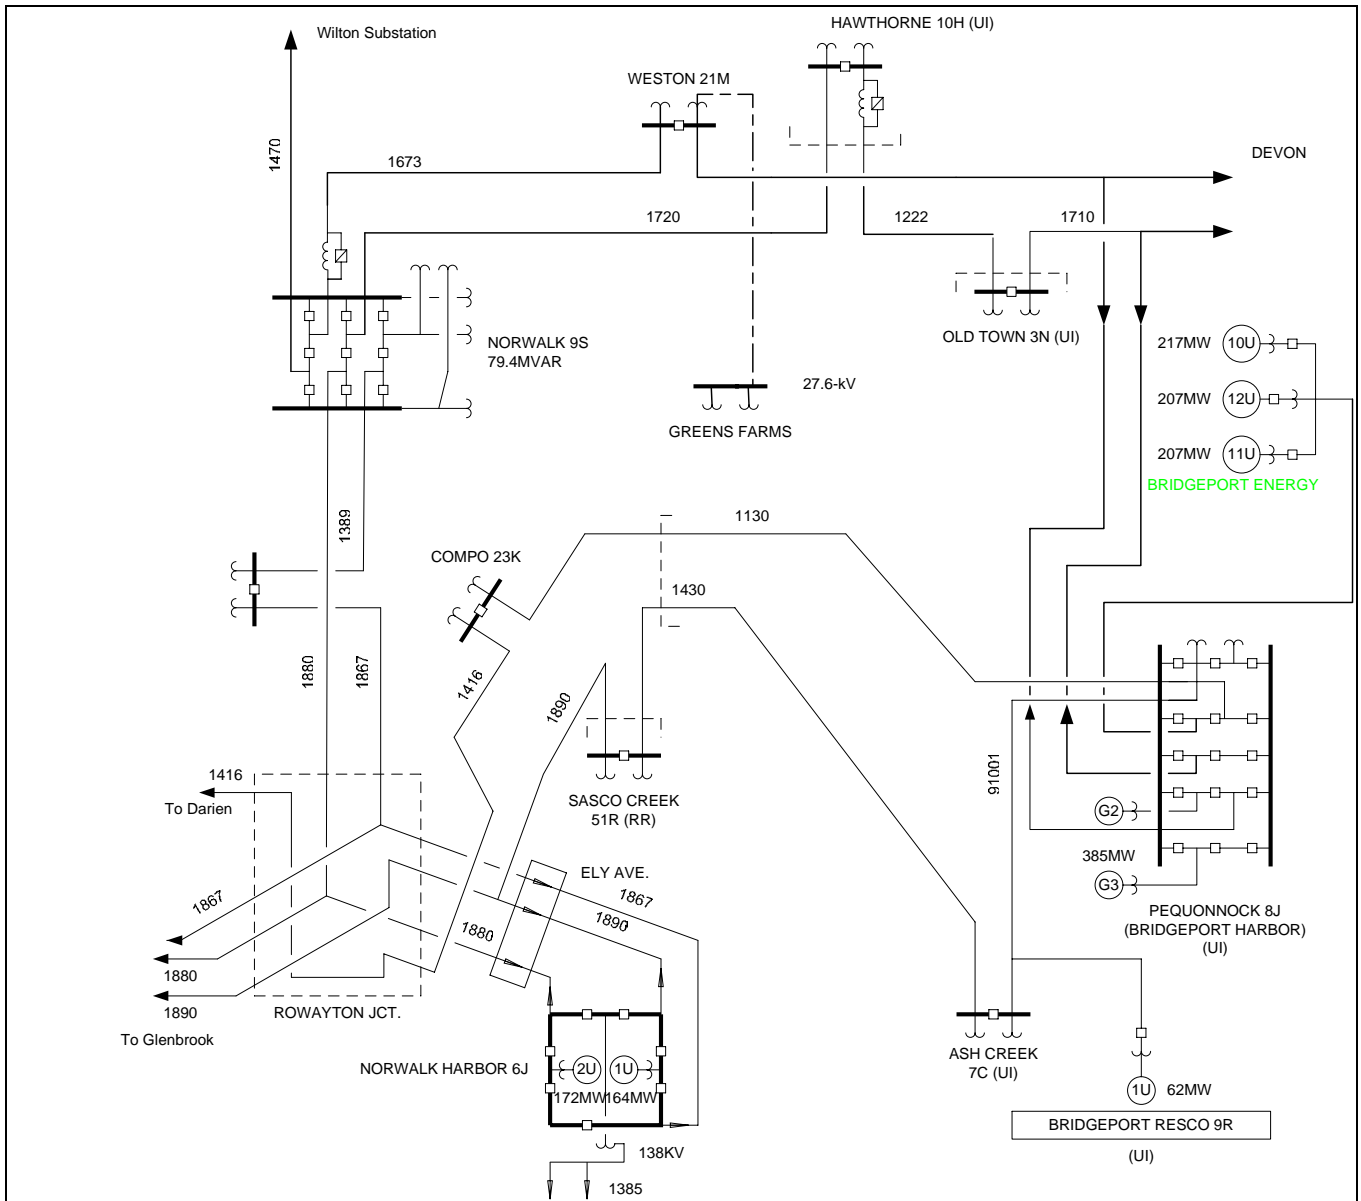 HAWTHORNE 10H (UI)
Wilton Substation
WESTON 21M
1470
1673
DEVON
1720
1222
1710
NORWALK 9S
79.4MVAR
OLD TOWN 3N (UI)
217MW
10U
27.6-kV
207MW
12U
GREENS FARMS
207MW
11U
BRIDGEPORT ENERGY
1389
1130
COMPO 23K
1430
1880
1867
1416
1890
91001
1416
To Darien
SASCO CREEK
51R (RR)
G2
385MW
G3
ELY AVE.
1867
1867
1890
1880
PEQUONNOCK 8J
(BRIDGEPORT HARBOR)
(UI)
1880
1890
ROWAYTON JCT.
To Glenbrook
NORWALK HARBOR 6J
2U
1U
172MW
164MW
ASH CREEK
7C (UI)
1U
62MW
BRIDGEPORT RESCO 9R
(UI)
138KV
1385